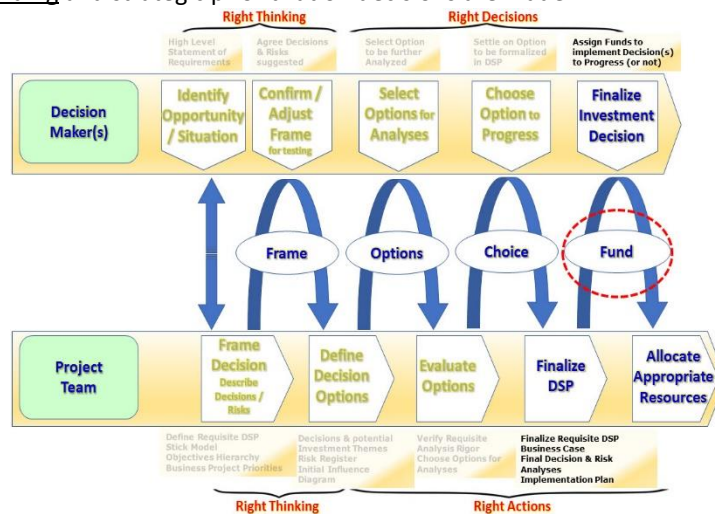 Right Thinking
Right Decisions
High Level
Statement of
Requirements
Agree Decisions
& Risks
suggested
Select Option
to be further
Analyzed
Settle on Option
to be formalized
in DSP
Assign Funds to
implement Decision(s)
to Progress (or not)
Decision
Maker(s)
Identify
Opportunity
/ Situation
Confirm /
Adjust
Frame
for testing
Select
Options for
Analyses
Choose
Option to
Progress
Finalize
Investment
Decision
Frame
Options
Choice
Fund
Project
Team
Frame
Decision
Describe
Decisions /
Risks
Define
Decision
Options
Evaluate
Options
Finalize
DSP
Allocate
Appropriate
Resources
Define Requisite DSP
Stick Model
Objectives Hierarchy
Business Project Priorities
Decisions & potential
Investment Themes
Risk Register
Initial Influence
Diagram
Verify Requisite
Analysis Rigor
Choose Options for
Analyses
Finalize Requisite DSP
Business Case
Final Decision & Risk
Analyses
Implementation Plan
Right Thinking
Right Actions